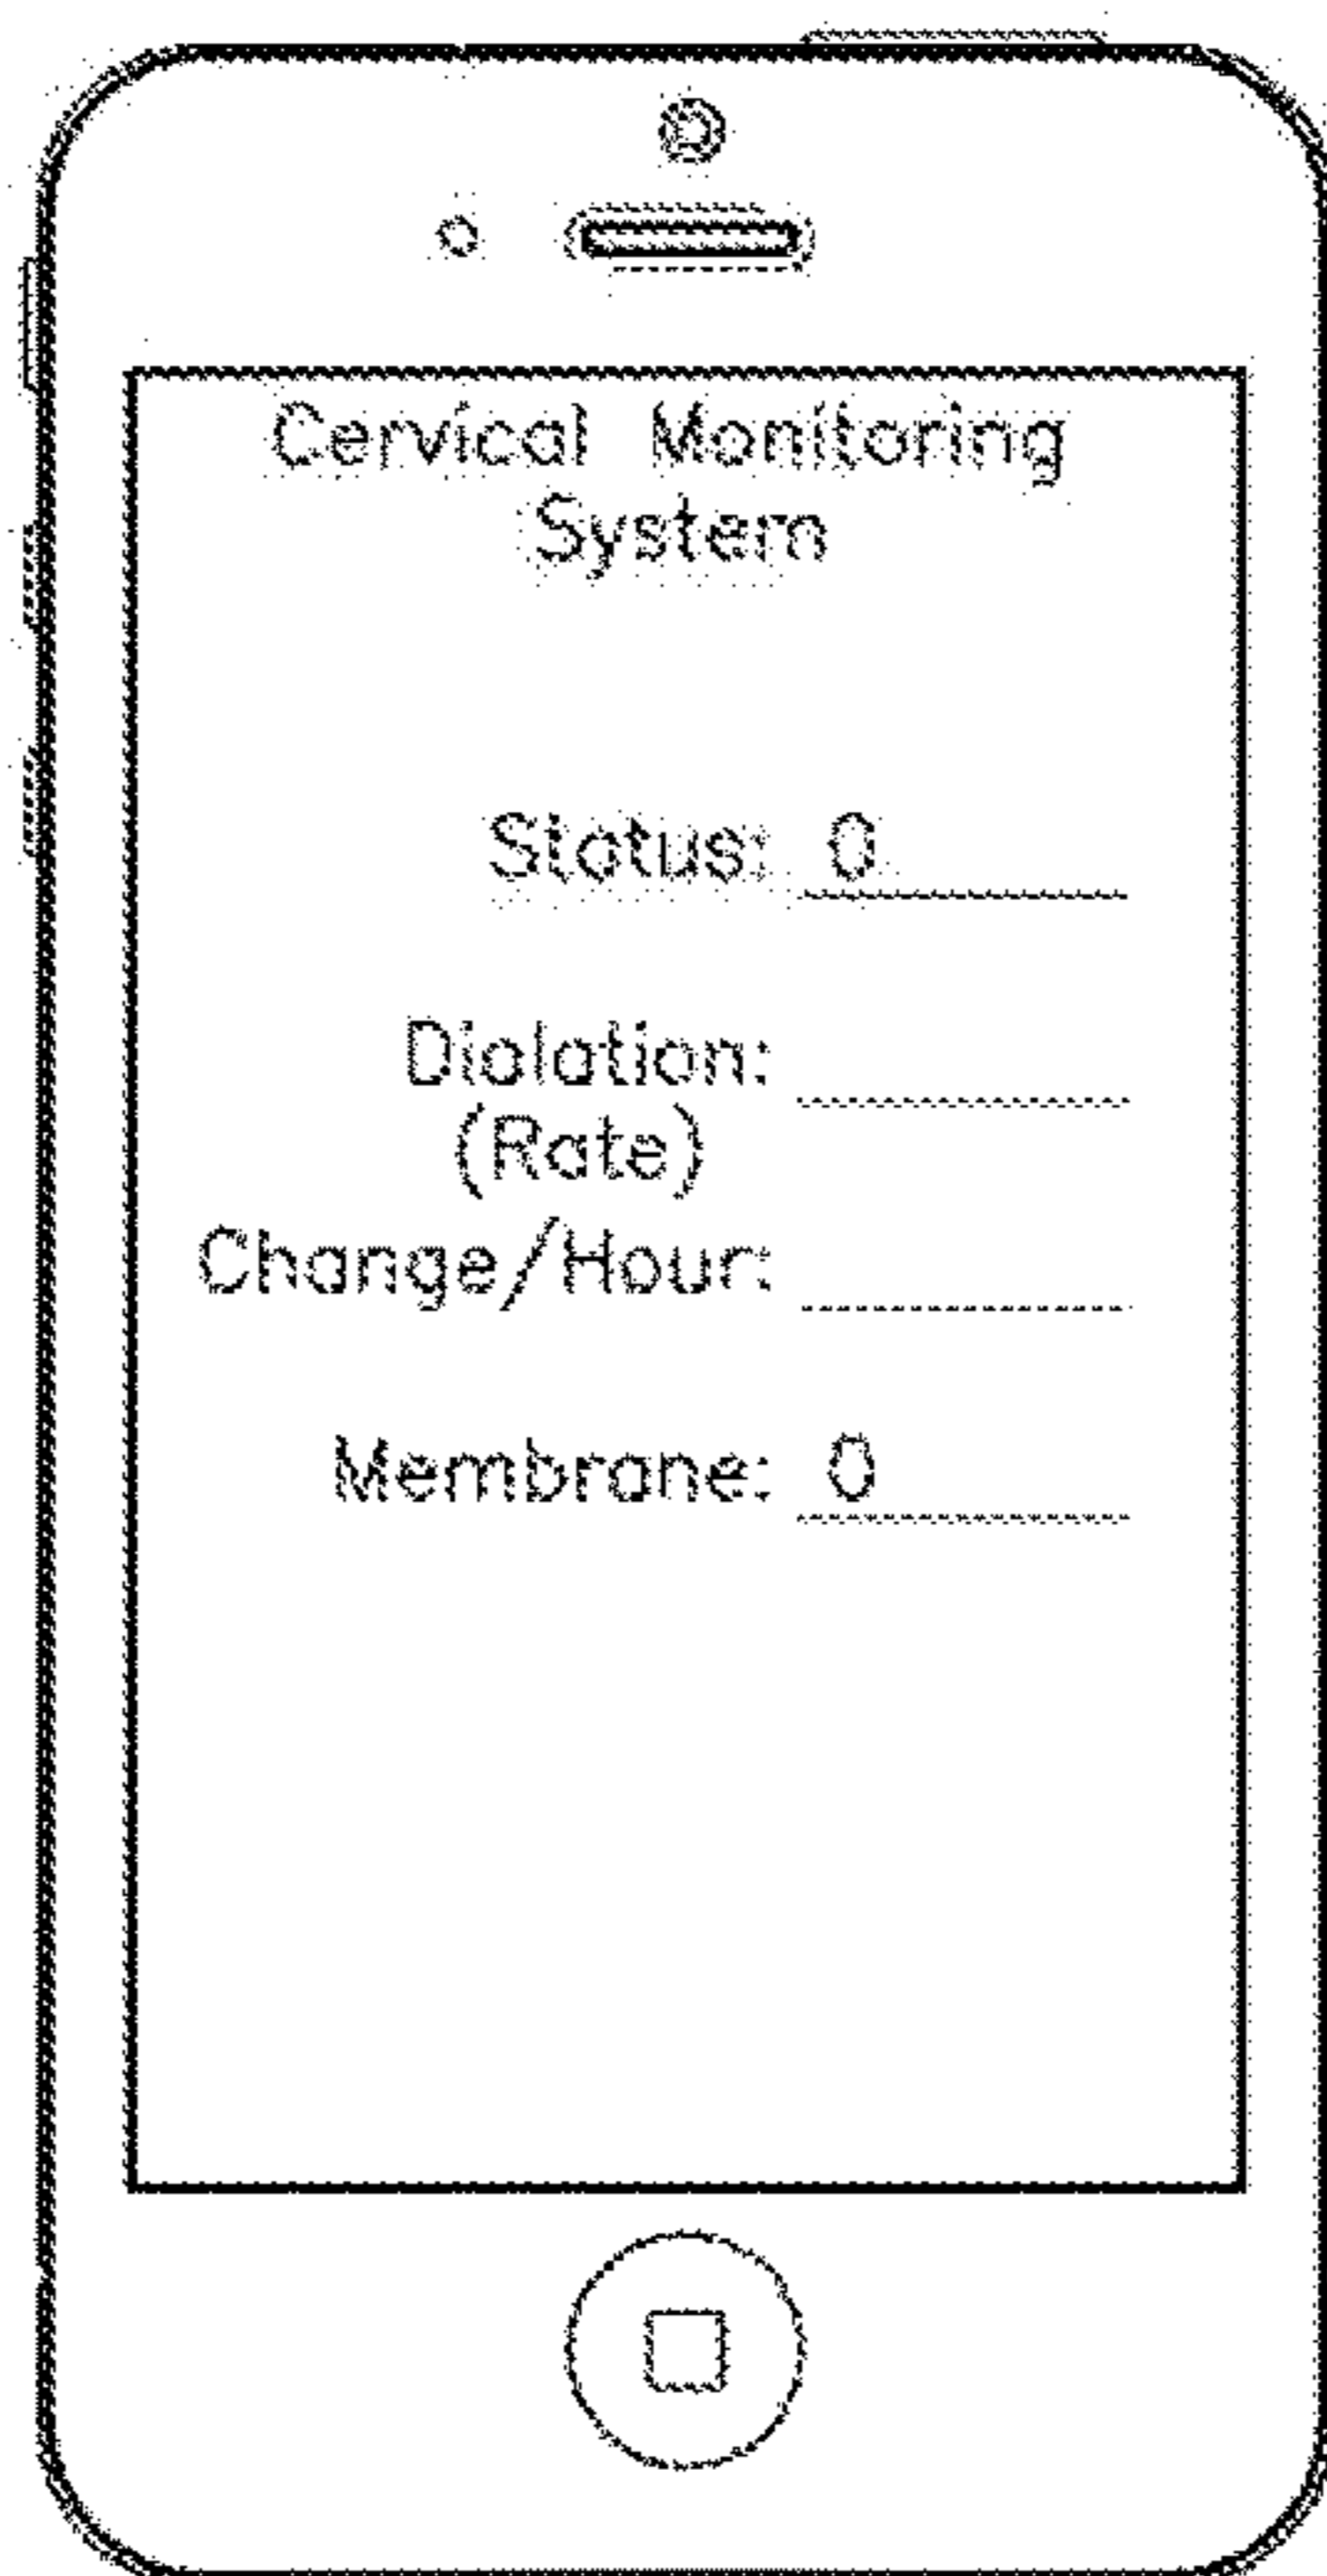 Cervical Monitoring
System
Status: 0
Dialation:
(Rate)
Change/Hour:
Membrane: 0